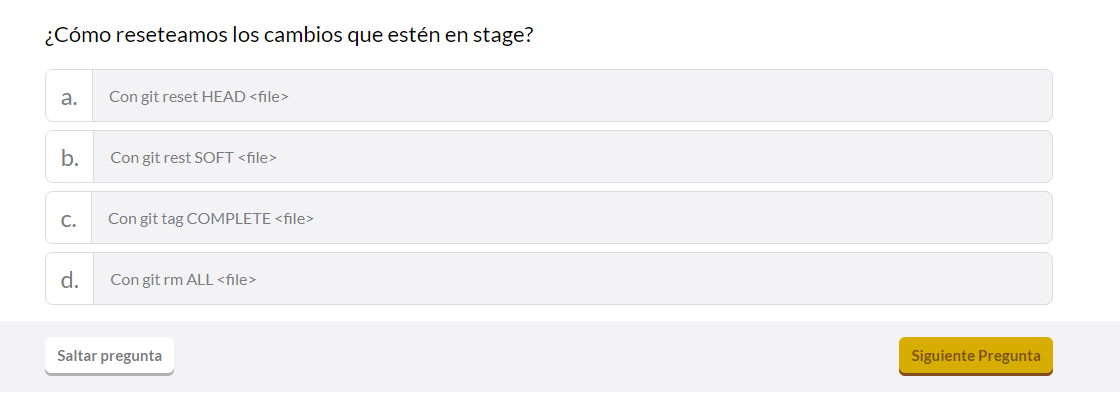 ¿Cómo reseteamos los cambios que estén en stage?
a. Con git reset HEAD <file>
b. Con git rest SOFT <file>
c. Con git tag COMPLETE <file>
d. Con git rm ALL <file>
Saltar pregunta Siguiente Pregunta